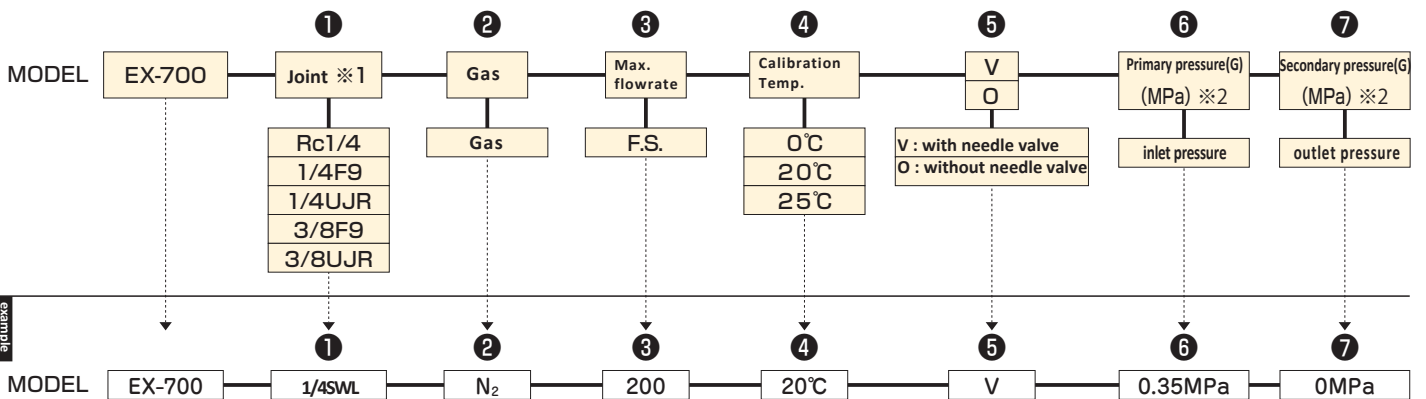 ❶ ❷ ❸ ❹ ❺ ❻ ❼
MODEL EX-700 Joint ※1 Gas Max. flowrate Calibration Temp. V O Primary pressure(G) (MPa) ※2 Secondary pressure(G) (MPa) ※2
Rc1/4
1/4F9
1/4UJR
3/8F9
3/8UJR
Gas
F.S.
0℃
20℃
25℃
V : with needle valve
O : without needle valve
inlet pressure
outlet pressure
example
❶ ❷ ❸ ❹ ❺ ❻ ❼
MODEL EX-700 1/4SWL N₂ 200 20℃ V 0.35MPa 0MPa